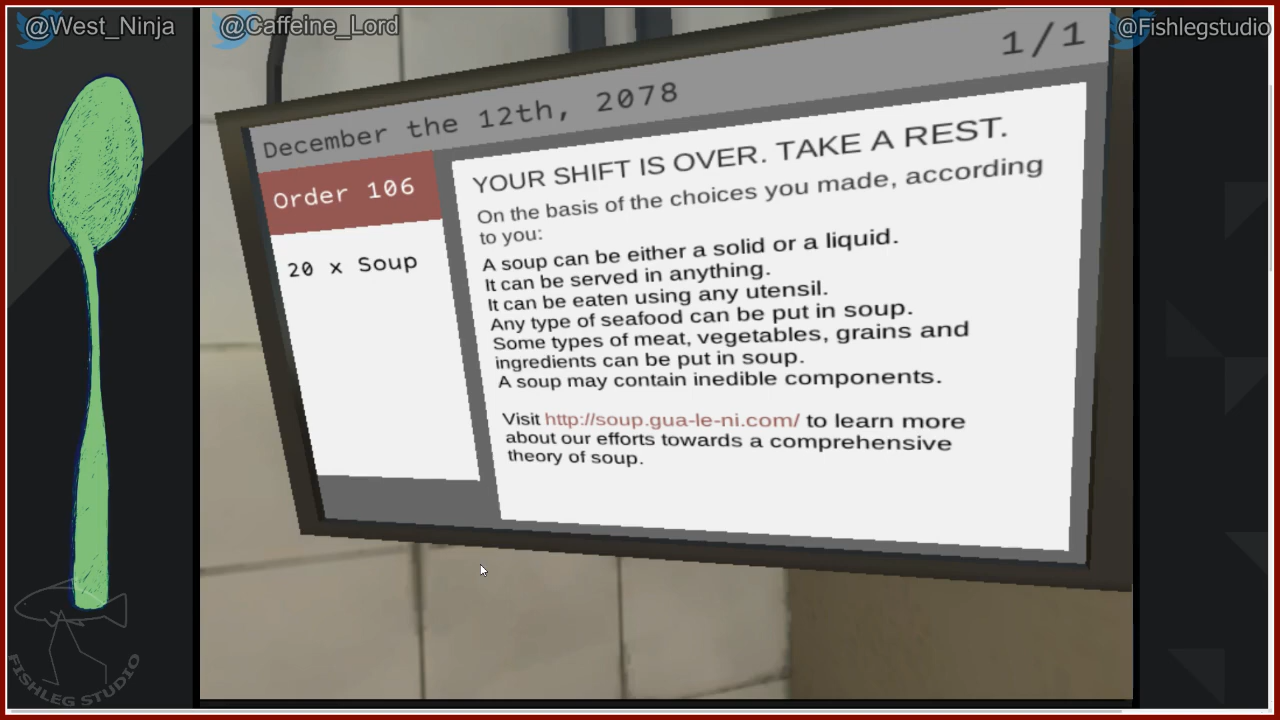 @West_Ninja
@Caffeine_Lord
@Fishlegstudio
December the 12th, 2078
1/1
Order 106
20 x Soup
YOUR SHIFT IS OVER. TAKE A REST.
On the basis of the choices you made, according
to you:
A soup can be either a solid or a liquid.
It can be served in anything.
It can be eaten using any utensil.
Any type of seafood can be put in soup.
Some types of meat, vegetables, grains and
ingredients can be put in soup.
A soup may contain inedible components.
Visit http://soup.gua-le-ni.com/ to learn more
about our efforts towards a comprehensive
theory of soup.
FISHLEG STUDIO